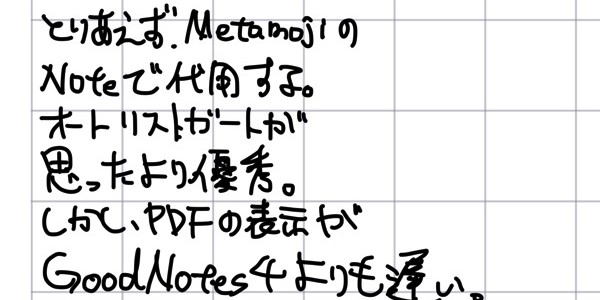 とりあえず、Metamojiの
Noteで代用する。
オートリストガートが
思ったより優秀。
しかし、PDFの表示が
GoodNotes4よりも遅い。